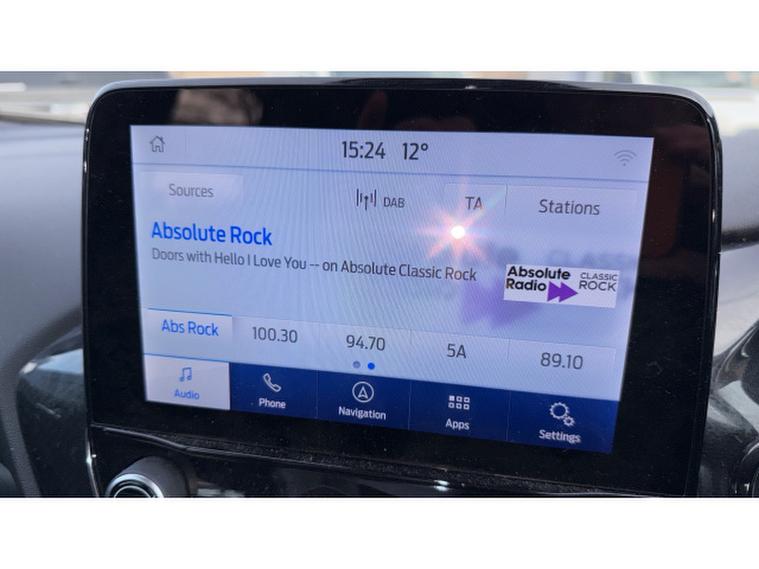 15:24 12°
Sources
DAB
TA
Stations
Absolute Rock
Doors with Hello I Love You -- on Absolute Classic Rock
Absolute
Radio
CLASSIC
ROCK
Abs Rock
100.30
94.70
5A
89.10
Audio
Phone
Navigation
Apps
Settings